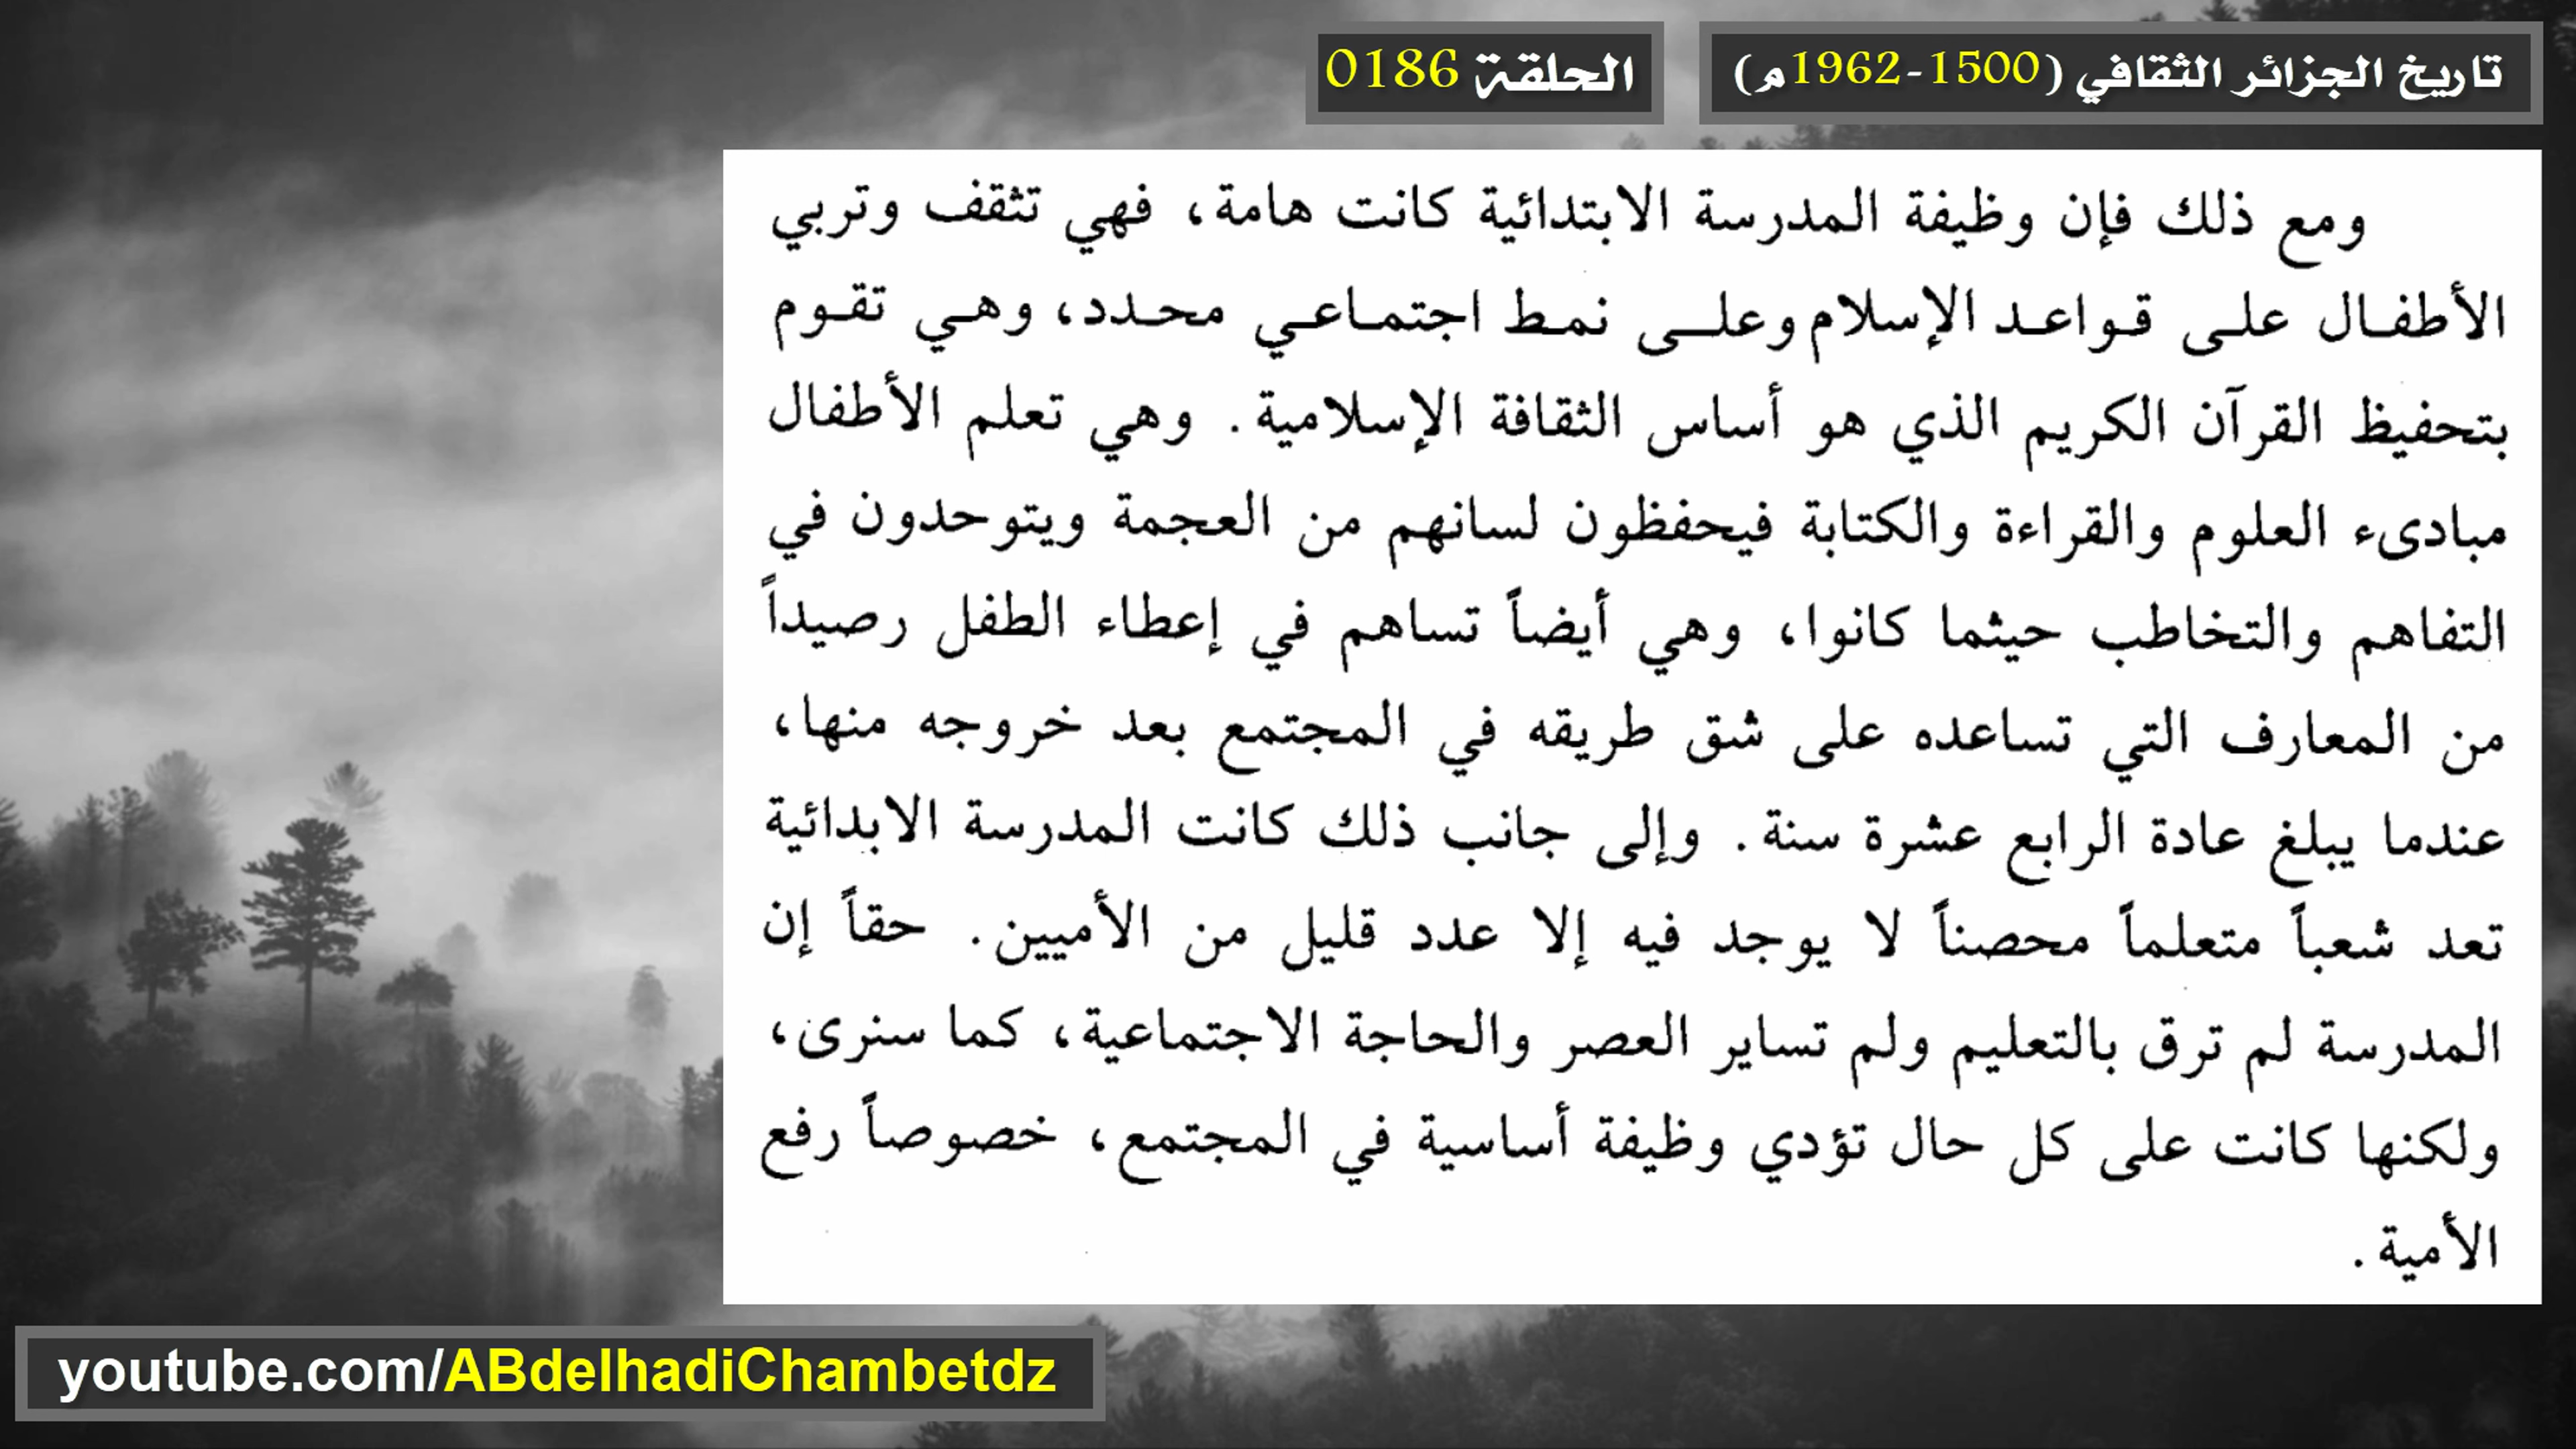 تاريخ الجزائر الثقافي (1500-1962م)
الحلقة 0186
ومع ذلك فإن وظيفة المدرسة الابتدائية كانت هامة، فهي تثقف وتربي
الأطفال على قواعد الإسلام وعلى نمط اجتماعي محدد، وهي تقوم
بتحفيظ القرآن الكريم الذي هو أساس الثقافة الإسلامية. وهي تعلم الأطفال
مبادىء العلوم والقراءة والكتابة فيحفظون لسانهم من العجمة ويتوحدون في
التفاهم والتخاطب حيثما كانوا، وهي أيضاً تساهم في إعطاء الطفل رصيداً
من المعارف التي تساعده على شق طريقه في المجتمع بعد خروجه منها،
عندما يبلغ عادة الرابع عشرة سنة. وإلى جانب ذلك كانت المدرسة الابدائية
تعد شعباً متعلماً محصناً لا يوجد فيه إلا عدد قليل من الأميين. حقاً إن
المدرسة لم ترق بالتعليم ولم تساير العصر والحاجة الاجتماعية، كما سنرى،
ولكنها كانت على كل حال تؤدي وظيفة أساسية في المجتمع، خصوصاً رفع
الأمية.
youtube.com/ABdelhadiChambetdz